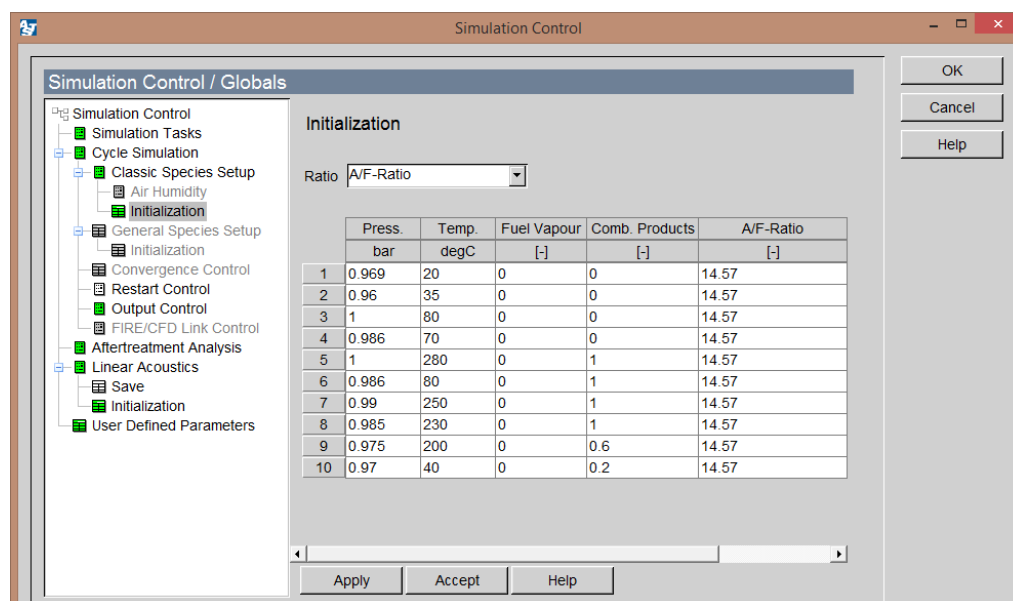 Simulation Control
OK
Cancel
Help
Simulation Control / Globals
Simulation Control
Simulation Tasks
Cycle Simulation
Classic Species Setup
Air Humidity
Initialization
General Species Setup
Initialization
Convergence Control
Restart Control
Output Control
FIRE/CFD Link Control
Aftertreatment Analysis
Linear Acoustics
Save
Initialization
User Defined Parameters
Initialization
Ratio A/F-Ratio
Press. Temp. Fuel Vapour Comb. Products A/F-Ratio
bar degC [-] [-] [-]
1 0.969 20 0 0 14.57
2 0.96 35 0 0 14.57
3 1 80 0 0 14.57
4 0.986 70 0 0 14.57
5 1 280 0 1 14.57
6 0.986 80 0 1 14.57
7 0.99 250 0 1 14.57
8 0.985 230 0 1 14.57
9 0.975 200 0 0.6 14.57
10 0.97 40 0 0.2 14.57
Apply Accept Help